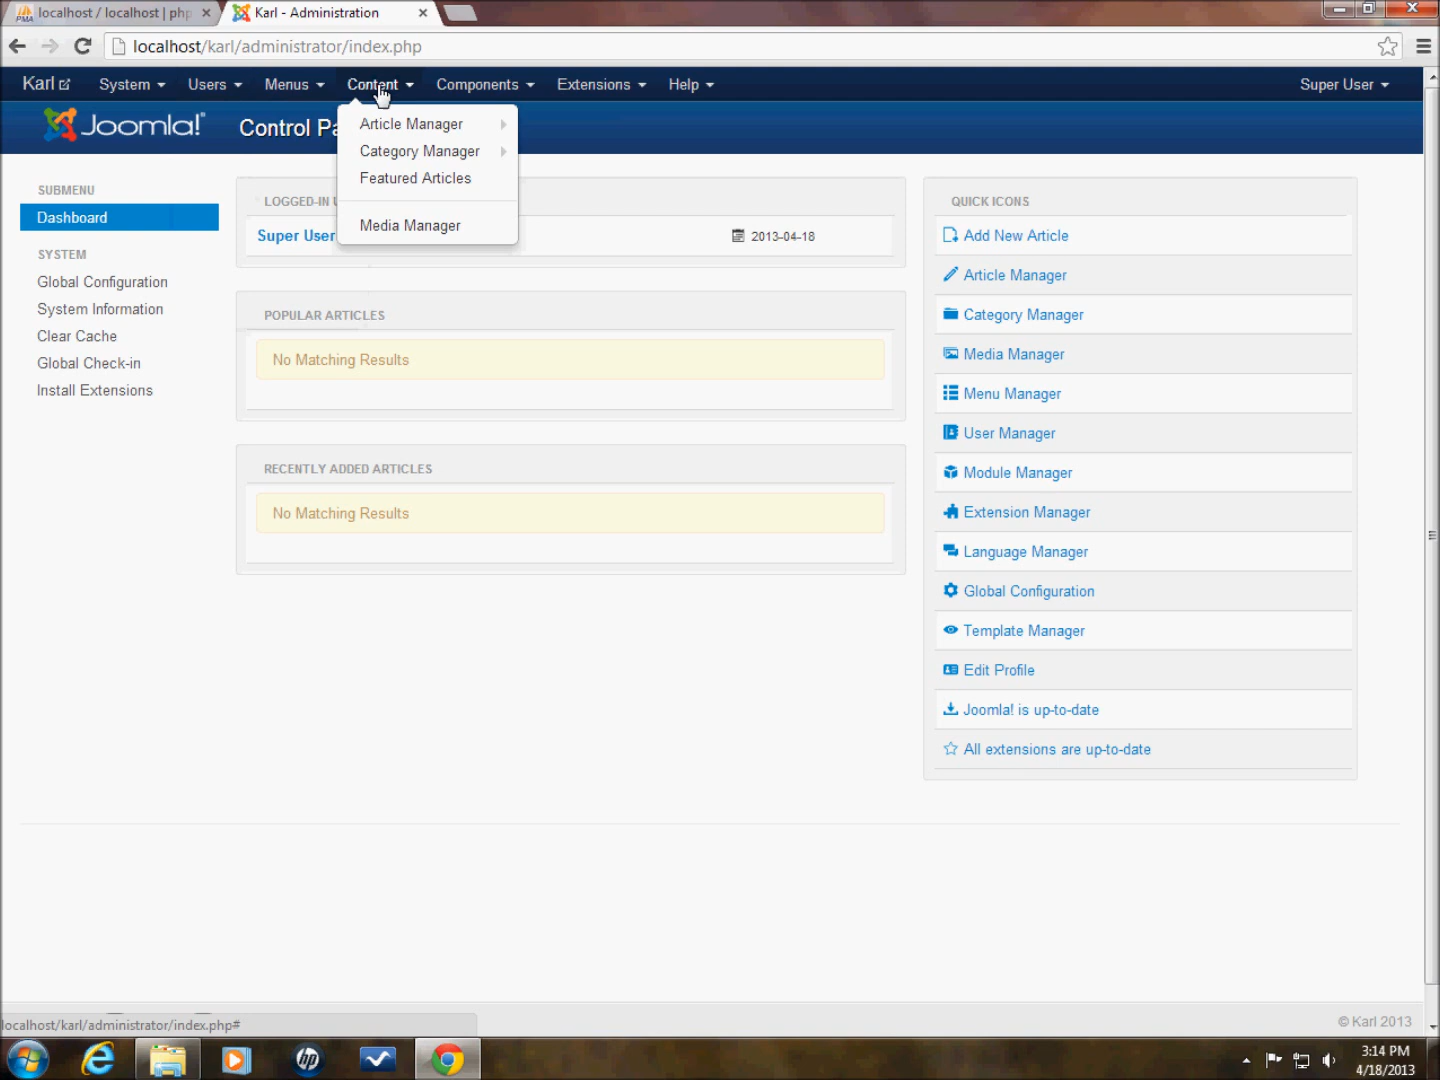 localhost / localhost | php
Karl - Administration
localhost/karl/administrator/index.php
Karl System Users Menus Content Components Extensions Help Super User
Joomla! Control Pa
Article Manager
Category Manager
Featured Articles
Media Manager
SUBMENU
Dashboard
SYSTEM
Global Configuration
System Information
Clear Cache
Global Check-in
Install Extensions
LOGGED-IN U
Super User 2013-04-18
POPULAR ARTICLES
No Matching Results
RECENTLY ADDED ARTICLES
No Matching Results
QUICK ICONS
Add New Article
Article Manager
Category Manager
Media Manager
Menu Manager
User Manager
Module Manager
Extension Manager
Language Manager
Global Configuration
Template Manager
Edit Profile
Joomla! is up-to-date
All extensions are up-to-date
localhost/karl/administrator/index.php#
© Karl 2013
hp
3:14 PM
4/18/2013